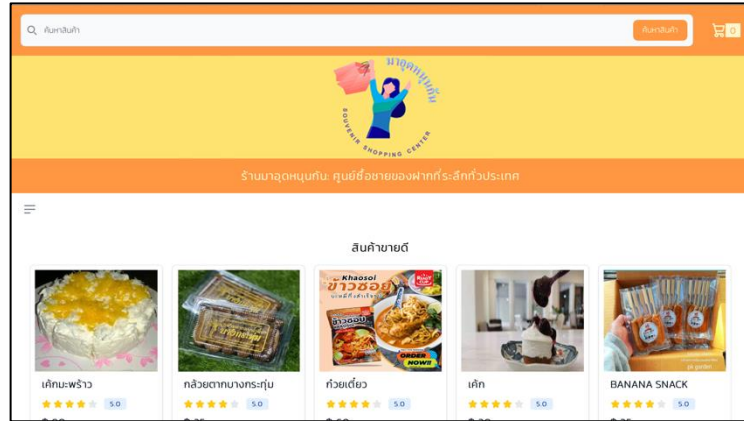 ค้นหาสินค้า
ค้นหาสินค้า
0
มาอุดหนุนกัน
SOUVENIR SHOPPING CENTER
ร้านมาอุดหนุนกัน: ศูนย์ซื้อขายของฝากที่ระลึกทั่วประเทศ
สินค้าขายดี
Khaosoi
ข้าวซอย
ORDER
NOW!!
เค้กมะพร้าว
กล้วยตากบางกระทุ่ม
ก๋วยเตี๋ยว
เค้ก
BANANA SNACK
5.0
5.0
5.0
5.0
5.0